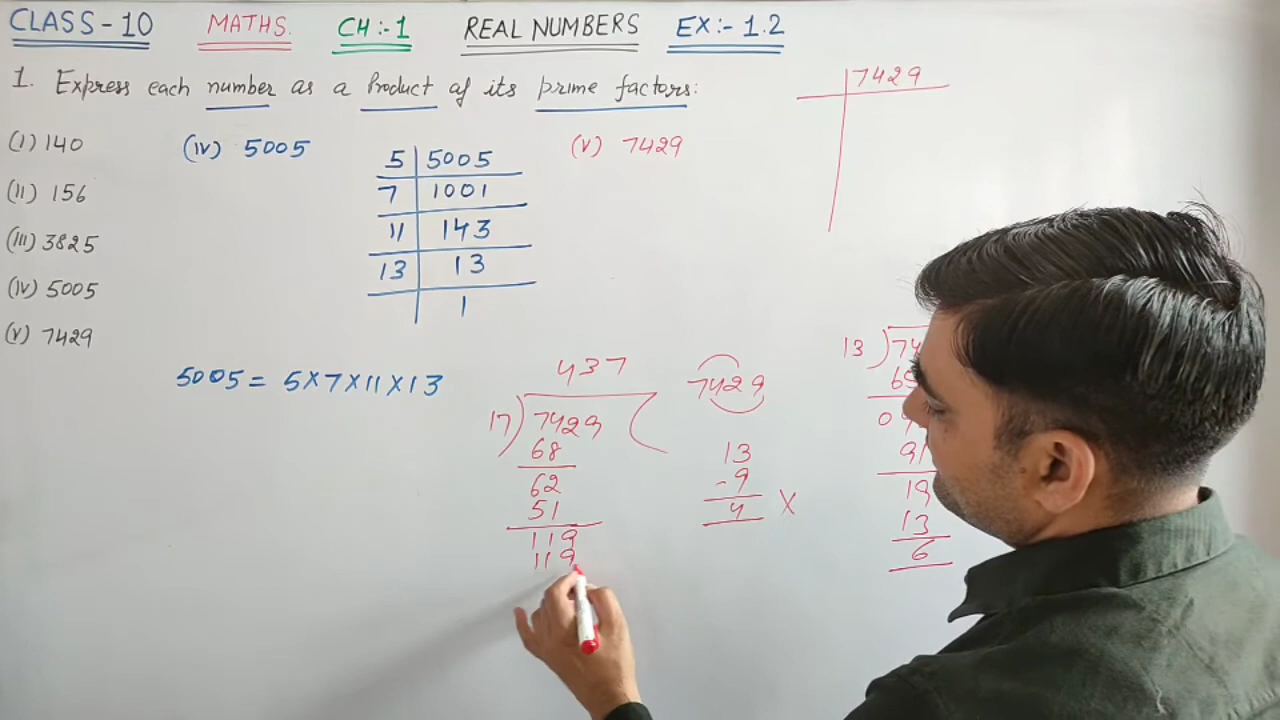 CLASS-10 MATHS. CH:-1 REAL NUMBERS EX:- 1.2
1. Express each number as a Product of its prime factors:
(I) 140
(II) 156
(III) 3825
(IV) 5005
(V) 7429
(IV) 5005
5 5005
7 1001
11 143
13 13
1
5005 = 5×7×11×13
(V) 7429
7429
437
17 ) 7429 (
68
62
51
119
119
7429
13
-9
4 ×
13 ) 74
91
19
13
6